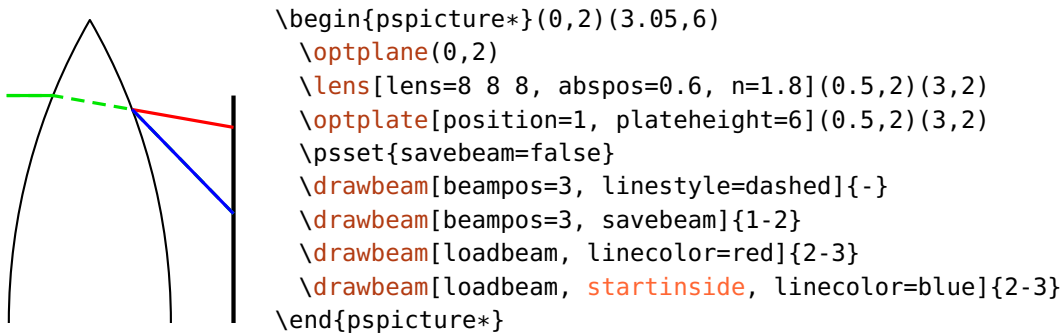 \begin{pspicture*}(0,2)(3.05,6)
  \optplane(0,2)
  \lens[lens=8 8 8, abspos=0.6, n=1.8](0.5,2)(3,2)
  \optplate[position=1, plateheight=6](0.5,2)(3,2)
  \psset{savebeam=false}
  \drawbeam[beampos=3, linestyle=dashed]{-}
  \drawbeam[beampos=3, savebeam]{1-2}
  \drawbeam[loadbeam, linecolor=red]{2-3}
  \drawbeam[loadbeam, startinside, linecolor=blue]{2-3}
\end{pspicture*}